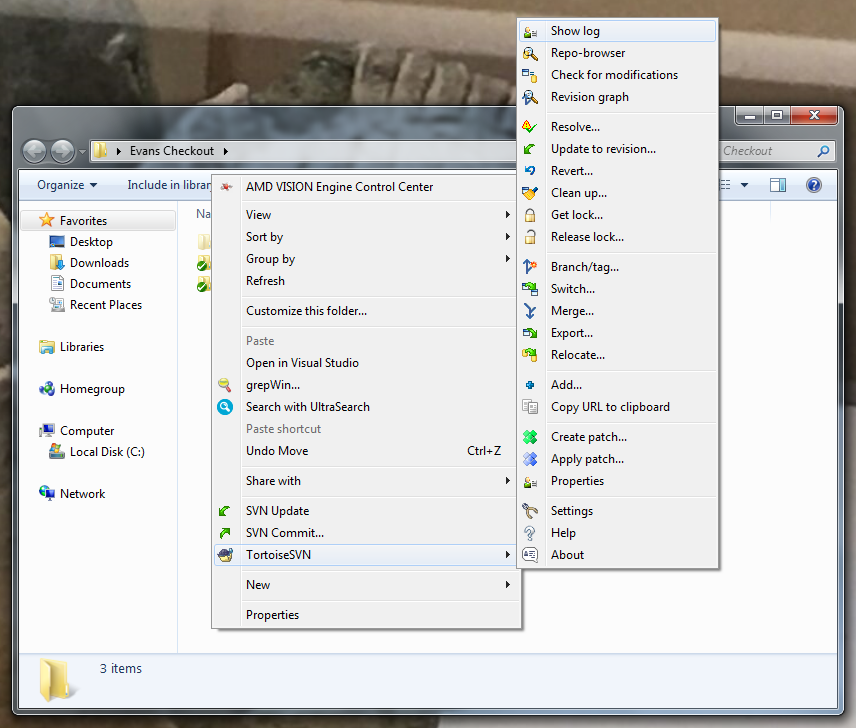 Evans Checkout
Checkout
Organize
Include in librar
Na
Favorites
Desktop
Downloads
Documents
Recent Places
Libraries
Homegroup
Computer
Local Disk (C:)
Network
3 items
AMD VISION Engine Control Center
View
Sort by
Group by
Refresh
Customize this folder...
Paste
Open in Visual Studio
grepWin...
Search with UltraSearch
Paste shortcut
Undo Move Ctrl+Z
Share with
SVN Update
SVN Commit...
TortoiseSVN
New
Properties
Show log
Repo-browser
Check for modifications
Revision graph
Resolve...
Update to revision...
Revert...
Clean up...
Get lock...
Release lock...
Branch/tag...
Switch...
Merge...
Export...
Relocate...
Add...
Copy URL to clipboard
Create patch...
Apply patch...
Properties
Settings
Help
About